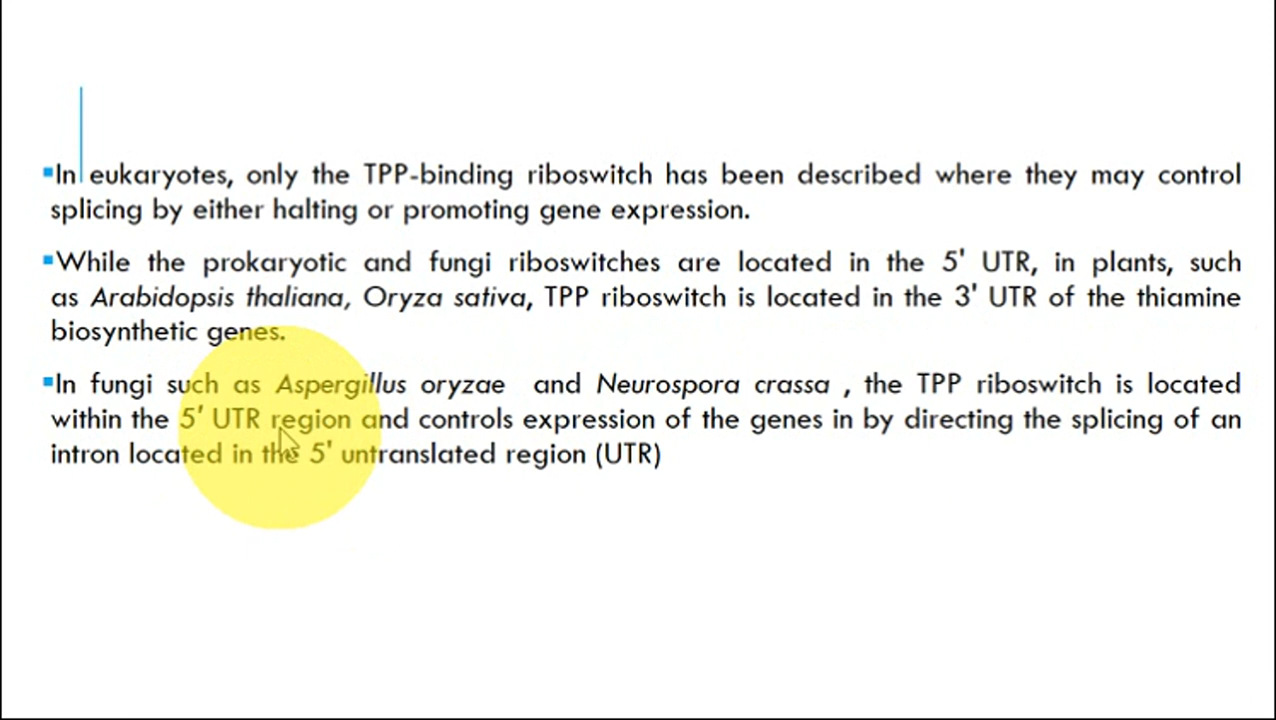 ▪In eukaryotes, only the TPP-binding riboswitch has been described where they may control
splicing by either halting or promoting gene expression.
▪While the prokaryotic and fungi riboswitches are located in the 5' UTR, in plants, such
as Arabidopsis thaliana, Oryza sativa, TPP riboswitch is located in the 3' UTR of the thiamine
biosynthetic genes.
▪In fungi such as Aspergillus oryzae and Neurospora crassa , the TPP riboswitch is located
within the 5' UTR region and controls expression of the genes in by directing the splicing of an
intron located in the 5' untranslated region (UTR)